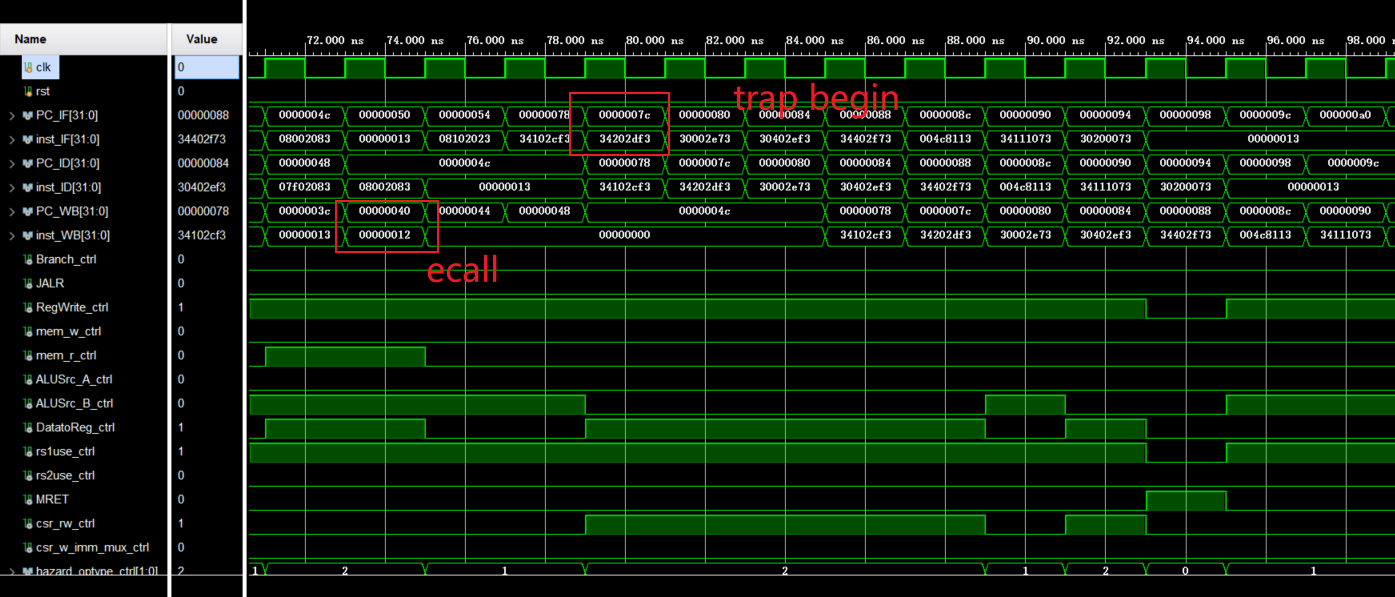 Name Value
72.000 ns 74.000 ns 76.000 ns 78.000 ns 80.000 ns 82.000 ns 84.000 ns 86.000 ns 88.000 ns 90.000 ns 92.000 ns 94.000 ns 96.000 ns 98.000
clk 0
rst 0
trap begin
PC_IF[31:0] 00000088 0000004c 00000050 00000054 00000078 0000007c 00000080 00000084 00000088 0000008c 00000090 00000094 00000098 0000009c 000000a0
inst_IF[31:0] 34402f73 08002083 00000013 08102023 34102cf3 34202df3 30002e73 30402ef3 34402f73 004c8113 34111073 30200073 00000013
PC_ID[31:0] 00000084 00000048 0000004c 00000078 0000007c 00000080 00000084 00000088 0000008c 00000090 00000094 00000098 0000009c
inst_ID[31:0] 30402ef3 07f02083 08002083 00000013 34102cf3 34202df3 30002e73 30402ef3 34402f73 004c8113 34111073 30200073 00000013
PC_WB[31:0] 00000078 0000003c 00000040 00000044 00000048 0000004c 00000078 0000007c 00000080 00000084 00000088 0000008c 00000090
inst_WB[31:0] 34102cf3 00000013 00000012 00000000 34102cf3 34202df3 30002e73 30402ef3 34402f73 004c8113 34111073
Branch_ctrl 0
ecall
JALR 0
RegWrite_ctrl 1
mem_w_ctrl 0
mem_r_ctrl 0
ALUSrc_A_ctrl 0
ALUSrc_B_ctrl 0
DatatoReg_ctrl 1
rs1use_ctrl 1
rs2use_ctrl 0
MRET 0
csr_rw_ctrl 1
csr_w_imm_mux_ctrl 0
hazard_optype_ctrl[1:0] 2 1 2 1 2 1 2 0 1